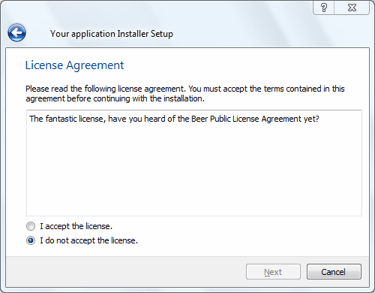 Your application Installer Setup
License Agreement
Please read the following license agreement. You must accept the terms contained in this
agreement before continuing with the installation.
The fantastic license, have you heard of the Beer Public License Agreement yet?
I accept the license.
I do not accept the license.
Next
Cancel